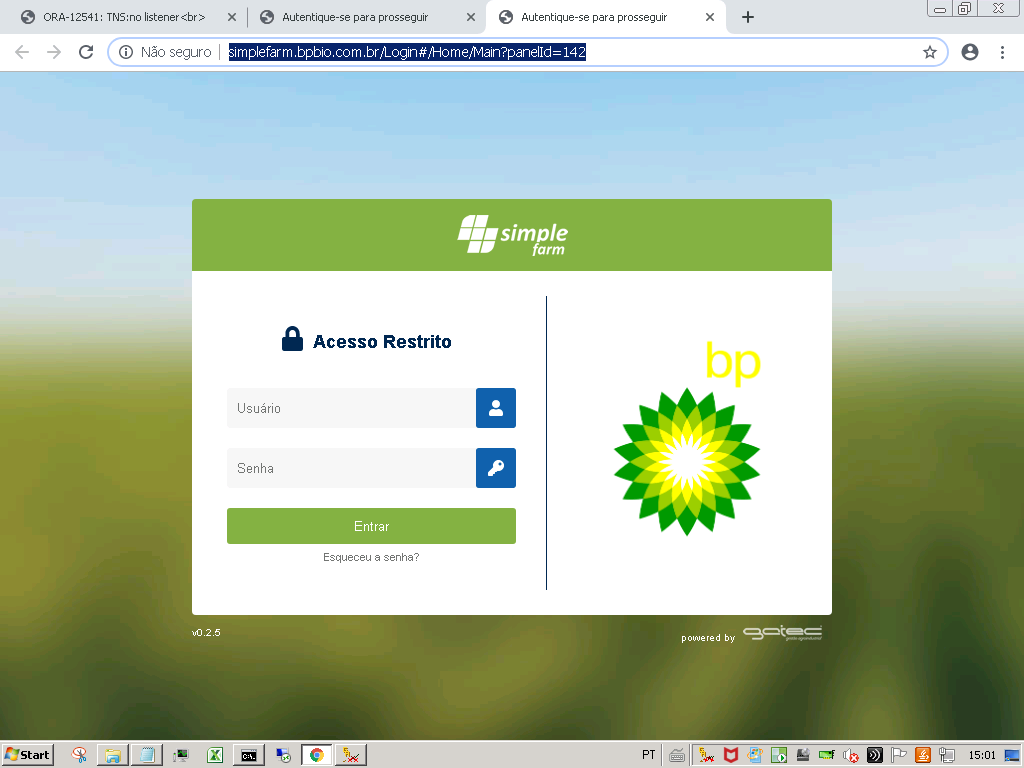 ORA-12541: TNS:no listener<br>
Autentique-se para prosseguir
Autentique-se para prosseguir
Não seguro
simplefarm.bpbio.com.br/Login#/Home/Main?panelId=142
simple
farm
Acesso Restrito
Usuário
Senha
Entrar
Esqueceu a senha?
bp
v0.2.5
powered by gatec
Start
PT
15:01